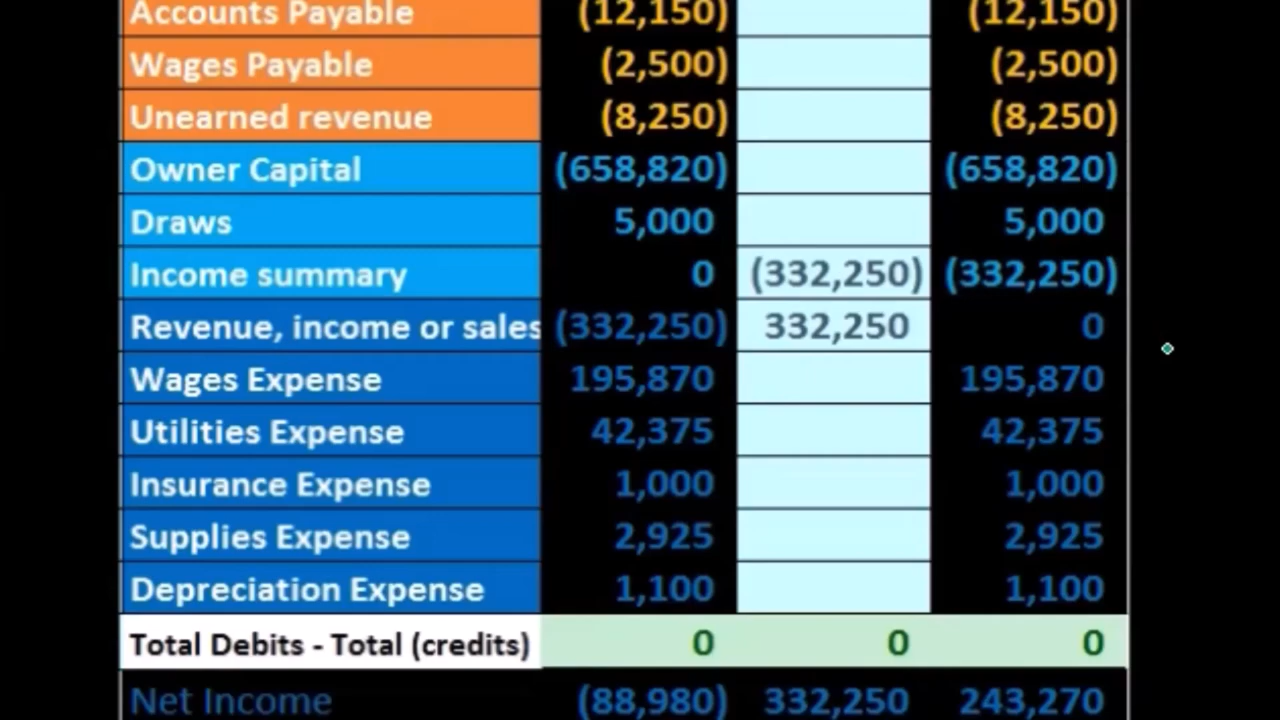 Accounts Payable (12,150) (12,150)
Wages Payable (2,500) (2,500)
Unearned revenue (8,250) (8,250)
Owner Capital (658,820) (658,820)
Draws 5,000 5,000
Income summary 0 (332,250) (332,250)
Revenue, income or sales (332,250) 332,250 0
Wages Expense 195,870 195,870
Utilities Expense 42,375 42,375
Insurance Expense 1,000 1,000
Supplies Expense 2,925 2,925
Depreciation Expense 1,100 1,100
Total Debits - Total (credits) 0 0 0
Net Income (88,980) 332,250 243,270